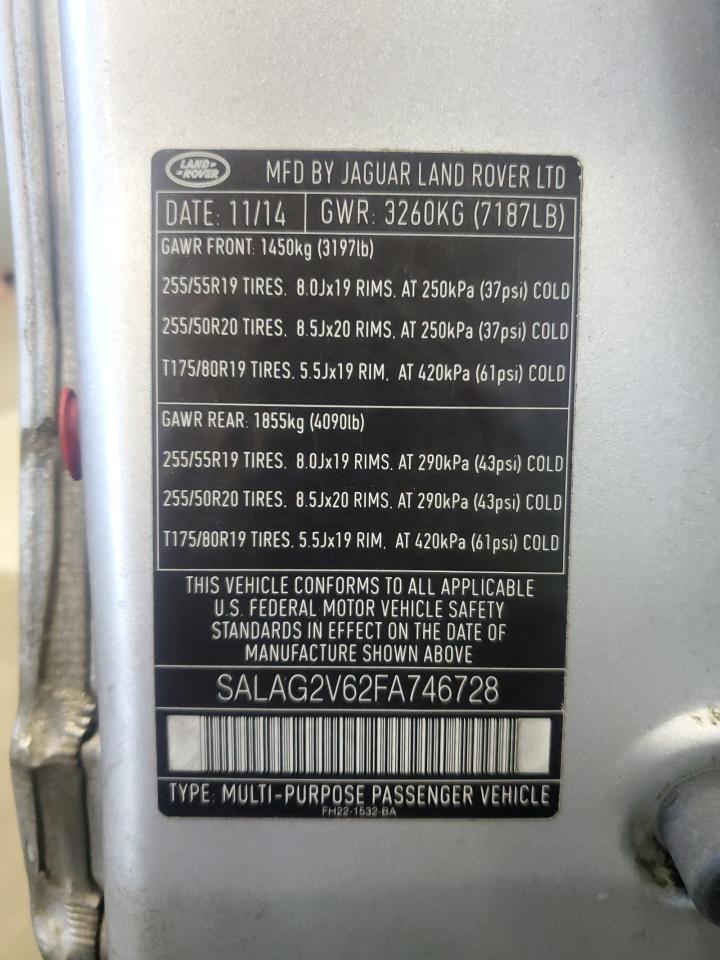 LAND ROVER MFD BY JAGUAR LAND ROVER LTD
DATE: 11/14 GWR: 3260KG (7187LB)
GAWR FRONT: 1450kg (3197lb)
255/55R19 TIRES. 8.0Jx19 RIMS. AT 250kPa (37psi) COLD
255/50R20 TIRES. 8.5Jx20 RIMS. AT 250kPa (37psi) COLD
T175/80R19 TIRES. 5.5Jx19 RIM. AT 420kPa (61psi) COLD
GAWR REAR: 1855kg (4090lb)
255/55R19 TIRES. 8.0Jx19 RIMS. AT 290kPa (43psi) COLD
255/50R20 TIRES. 8.5Jx20 RIMS. AT 290kPa (43psi) COLD
T175/80R19 TIRES. 5.5Jx19 RIM. AT 420kPa (61psi) COLD
THIS VEHICLE CONFORMS TO ALL APPLICABLE
U.S. FEDERAL MOTOR VEHICLE SAFETY
STANDARDS IN EFFECT ON THE DATE OF
MANUFACTURE SHOWN ABOVE
SALAG2V62FA746728
TYPE: MULTI-PURPOSE PASSENGER VEHICLE
FH22-1532-BA